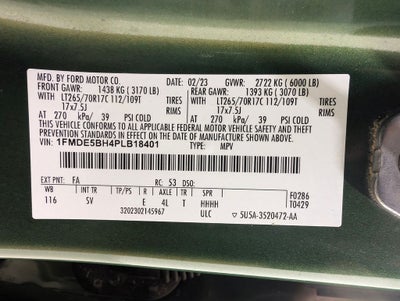 MFD. BY FORD MOTOR CO. 02/23 GVWR: 2722 KG (6000 LB)
FRONT GAWR: 1438 KG (3170 LB) REAR GAWR: 1393 KG (3070 LB)
LT265/70R17C 112/109T TIRES LT265/70R17C 112/109T TIRES
17x7.5J RIMS 17x7.5J RIMS
AT 270 kPa/ 39 PSI COLD AT 270 kPa/ 39 PSI COLD
THIS VEHICLE CONFORMS TO ALL APPLICABLE FEDERAL MOTOR VEHICLE SAFETY
AND THEFT PREVENTION STANDARDS IN EFFECT ON THE DATE OF
MANUFACTURE SHOWN ABOVE.
VIN: 1FMDE5BH4PLB18401 TYPE: MPV
EXT PNT: FA RC: 53 DSO:
WB INT TR TP/PS R AXLE TR SPR F0286
116 SV E 4L T HHHH T0429
3202302145967 ULC 5U5A-3520472-AA